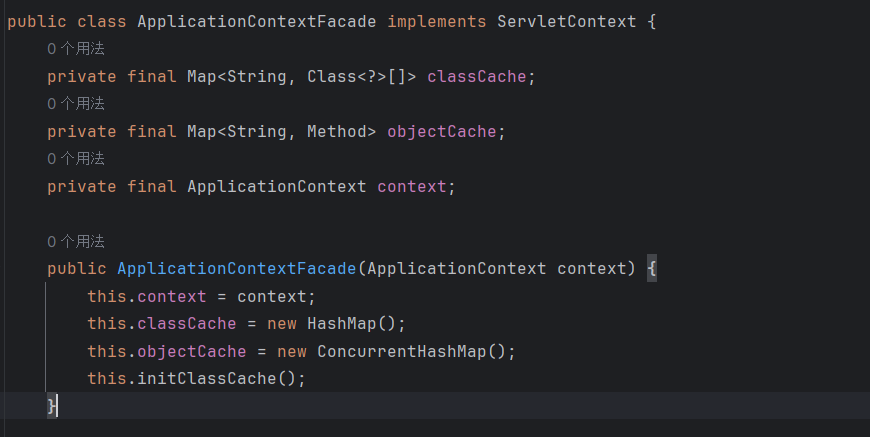 public class ApplicationContextFacade implements ServletContext {
0 个用法
private final Map<String, Class<?>[]> classCache;
0 个用法
private final Map<String, Method> objectCache;
0 个用法
private final ApplicationContext context;
0 个用法
public ApplicationContextFacade(ApplicationContext context) {
this.context = context;
this.classCache = new HashMap();
this.objectCache = new ConcurrentHashMap();
this.initClassCache();
}